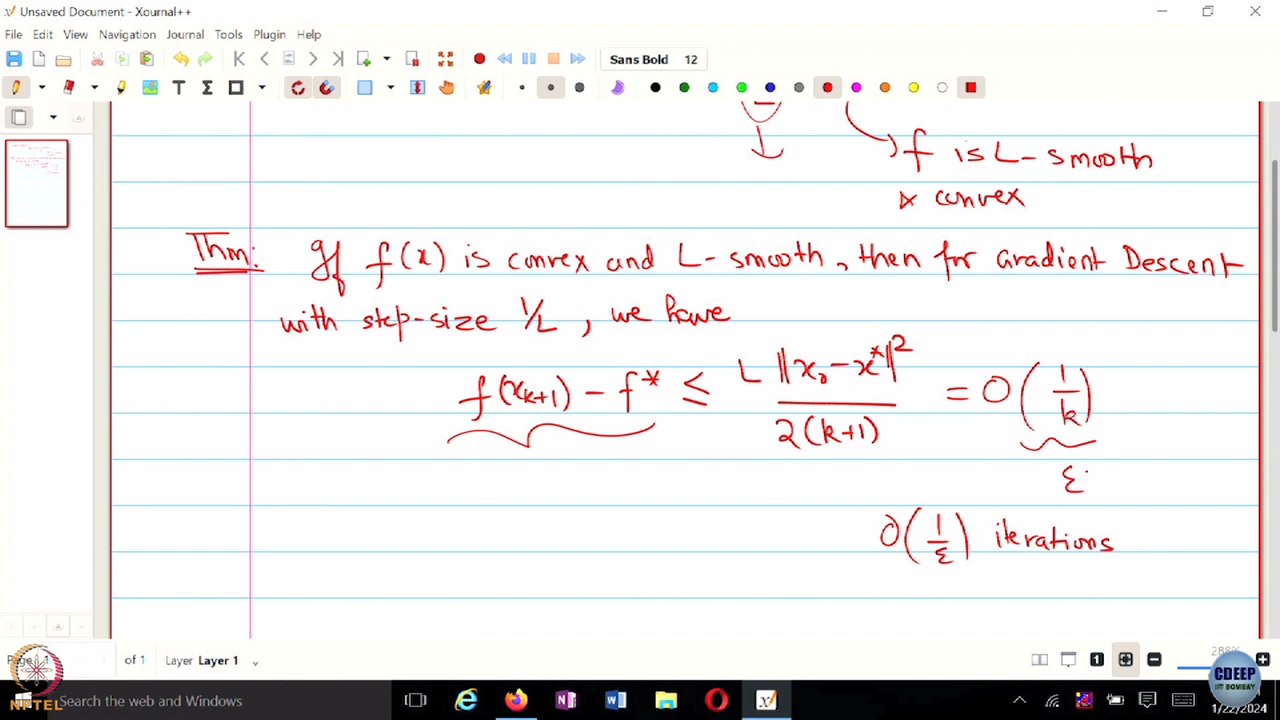 Unsaved Document - Xournal++
File Edit View Navigation Journal Tools Plugin Help
Sans Bold 12
f is L-smooth
& convex
Thm: If f(x) is convex and L-smooth, then for Gradient Descent
with step-size 1/L, we have
f(x_{k+1}) - f* ≤ L ||x_0 - x*||^2 / 2(k+1) = O(1/k)
ε
O(1/ε) iterations
Page 1 of 1 Layer Layer 1
288%
NPTEL
Search the web and Windows
CDEEP
IIT BOMBAY
1/22/2024